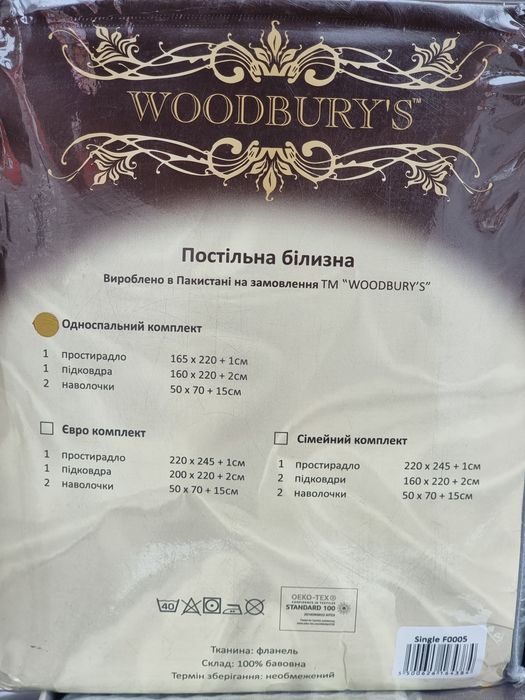 WOODBURY'S™
Постільна білизна
Вироблено в Пакистані на замовлення ТМ “WOODBURY’S”
Односпальний комплект
1 простирадло 165 x 220 + 1см
1 підковдра 160 x 220 + 2см
2 наволочки 50 x 70 + 15см
Євро комплект
1 простирадло 220 x 245 + 1см
1 підковдра 200 x 220 + 2см
2 наволочки 50 x 70 + 15см
Сімейний комплект
1 простирадло 220 x 245 + 1см
2 підковдри 160 x 220 + 2см
2 наволочки 50 x 70 + 15см
40
OEKO-TEX®
CONFIDENCE IN TEXTILES
STANDARD 100
Тканина: фланель
Склад: 100% бавовна
Термін зберігання: необмежений
Single F0005